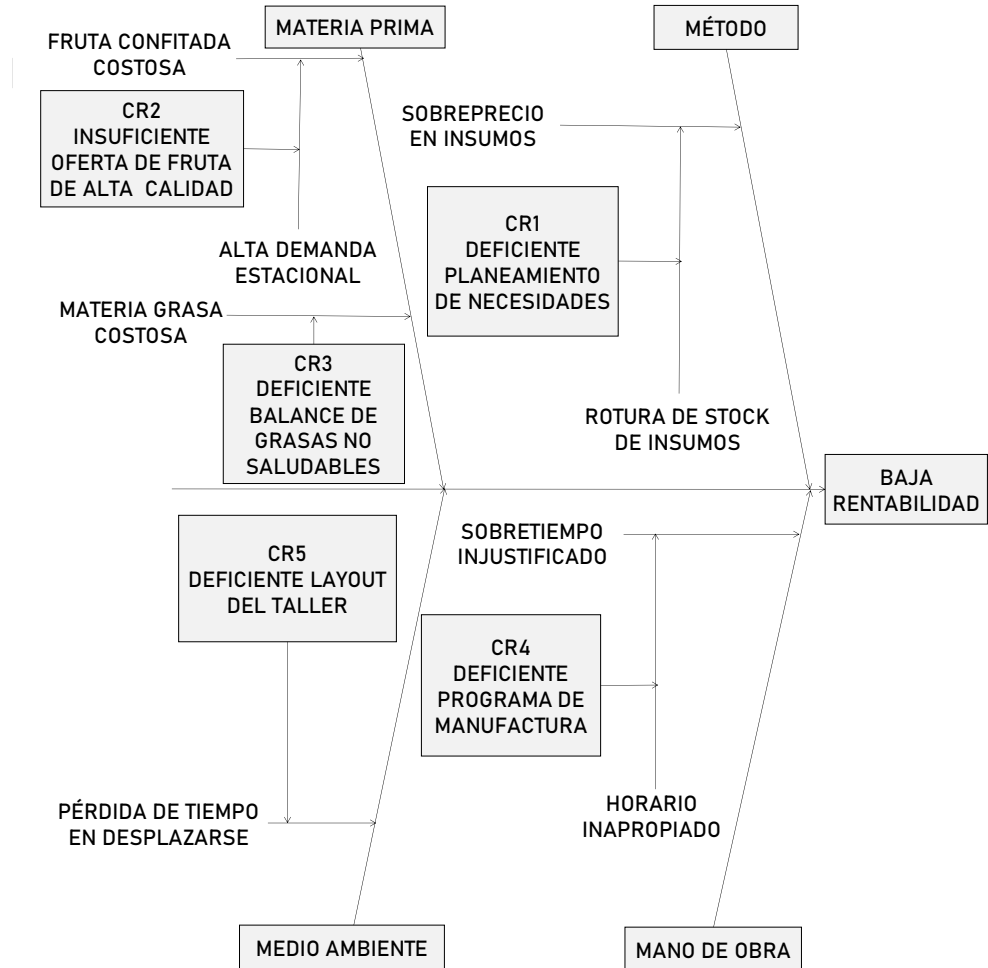 MATERIA PRIMA
MÉTODO
FRUTA CONFITADA
COSTOSA
CR2
INSUFICIENTE
OFERTA DE FRUTA
DE ALTA CALIDAD
ALTA DEMANDA
ESTACIONAL
MATERIA GRASA
COSTOSA
CR3
DEFICIENTE
BALANCE DE
GRASAS NO
SALUDABLES
SOBREPRECIO
EN INSUMOS
CR1
DEFICIENTE
PLANEAMIENTO
DE NECESIDADES
ROTURA DE STOCK
DE INSUMOS
BAJA
RENTABILIDAD
CR5
DEFICIENTE LAYOUT
DEL TALLER
PÉRDIDA DE TIEMPO
EN DESPLAZARSE
SOBRETIEMPO
INJUSTIFICADO
CR4
DEFICIENTE
PROGRAMA DE
MANUFACTURA
HORARIO
INAPROPIADO
MEDIO AMBIENTE
MANO DE OBRA